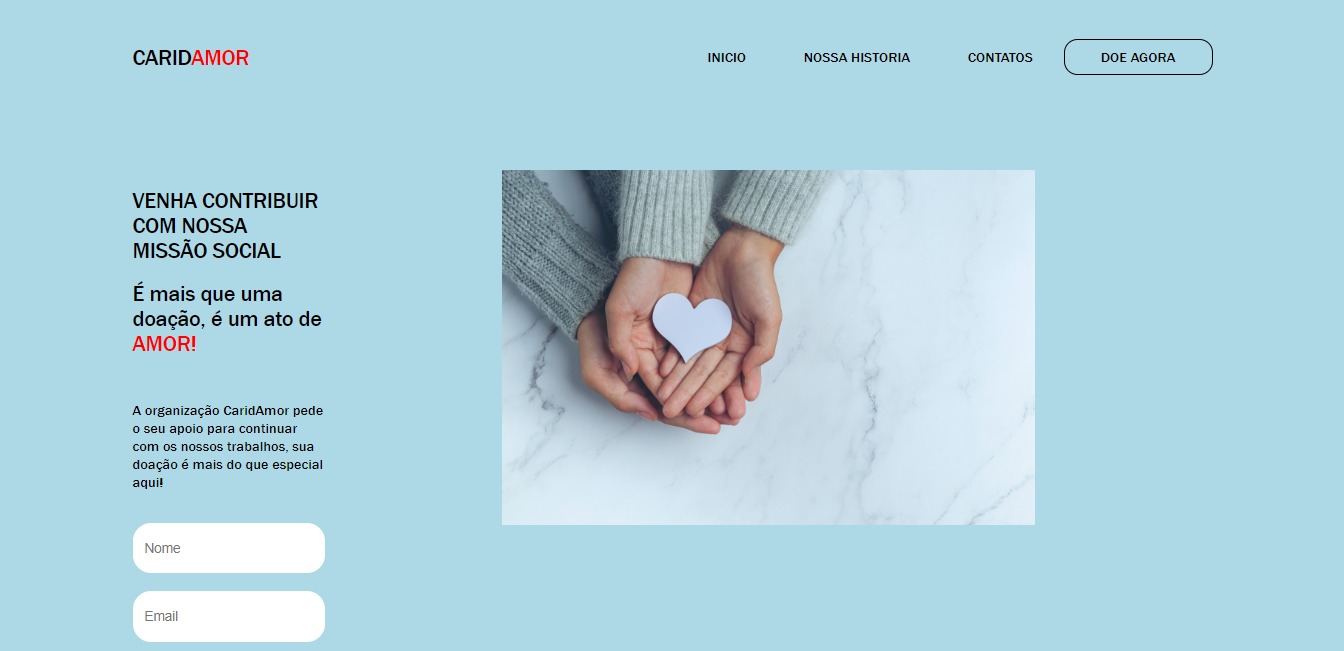 CARIDAMOR
INICIO
NOSSA HISTORIA
CONTATOS
DOE AGORA
VENHA CONTRIBUIR
COM NOSSA
MISSÃO SOCIAL
É mais que uma
doação, é um ato de
AMOR!
A organização CaridAmor pede
o seu apoio para continuar
com os nossos trabalhos, sua
doação é mais do que especial
aqui!
Nome
Email